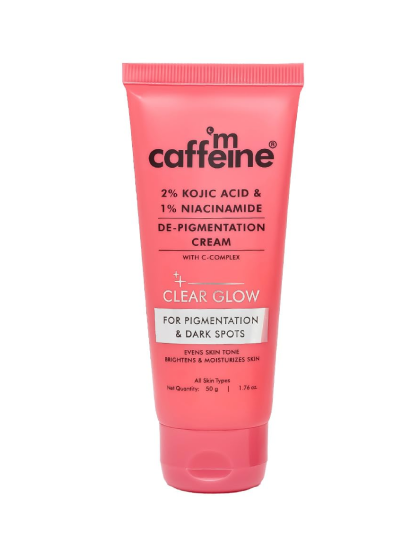 'm
caffeine®
2% KOJIC ACID &
1% NIACINAMIDE
DE-PIGMENTATION
CREAM
WITH C-COMPLEX
CLEAR GLOW
FOR PIGMENTATION
& DARK SPOTS
EVENS SKIN TONE
BRIGHTENS & MOISTURIZES SKIN
All Skin Types
Net Quantity: 50 g | 1.76 oz.